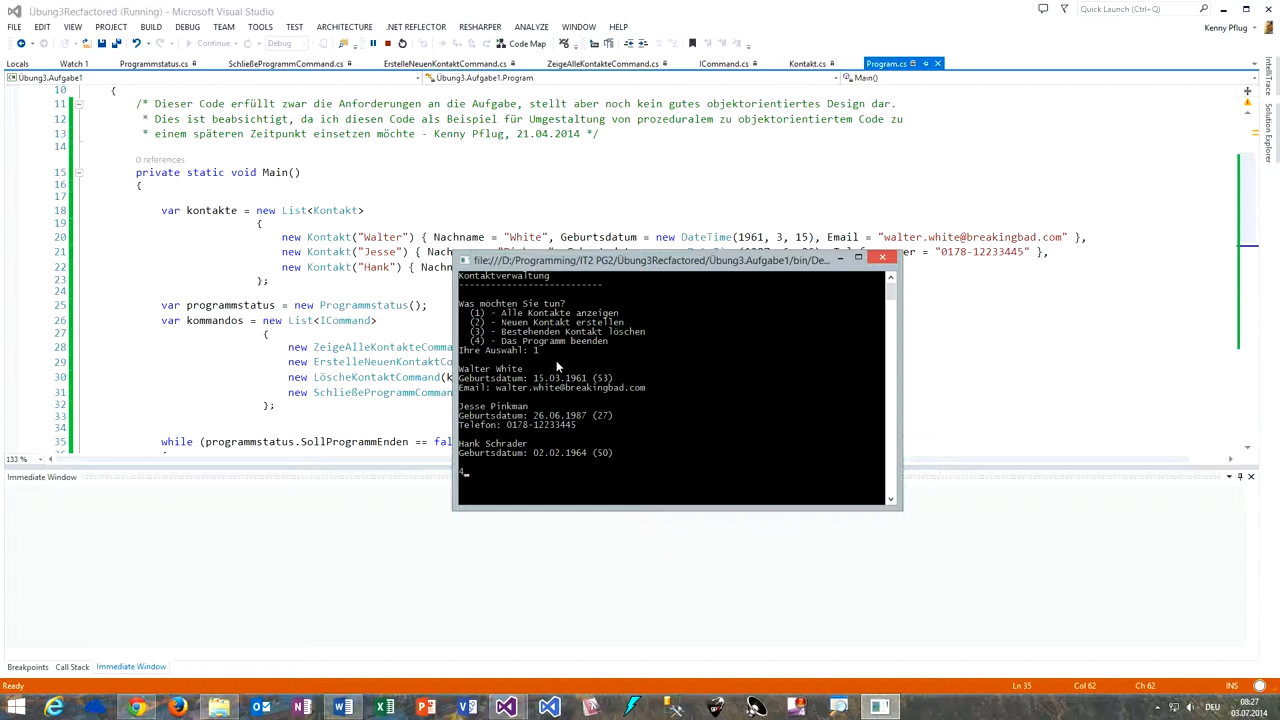 Übung3Recfactored (Running) - Microsoft Visual Studio
Quick Launch (Ctrl+Q)
FILE EDIT VIEW PROJECT BUILD DEBUG TEAM TOOLS TEST ARCHITECTURE .NET REFLECTOR RESHARPER ANALYZE WINDOW HELP
Kenny Pflug
Continue Debug Code Map
Locals Watch 1 Programmstatus.cs SchließeProgrammCommand.cs ErstelleNeuenKontaktCommand.cs ZeigeAlleKontakteCommand.cs ICommand.cs Kontakt.cs Program.cs
Übung3.Aufgabe1 Übung3.Aufgabe1.Program Main()
10 {
11 /* Dieser Code erfüllt zwar die Anforderungen an die Aufgabe, stellt aber noch kein gutes objektorientiertes Design dar.
12 * Dies ist beabsichtigt, da ich diesen Code als Beispiel für Umgestaltung von prozeduralem zu objektorientiertem Code zu
13 * einem späteren Zeitpunkt einsetzen möchte - Kenny Pflug, 21.04.2014 */
14
0 references
15 private static void Main()
16 {
17
18 var kontakte = new List<Kontakt>
19 {
20 new Kontakt("Walter") { Nachname = "White", Geburtsdatum = new DateTime(1961, 3, 15), Email = "walter.white@breakingbad.com" },
21 new Kontakt("Jesse") { Nach = "0178-12233445" },
22 new Kontakt("Hank") { Nachn
23 };
24
25 var programmstatus = new Programmstatus();
26 var kommandos = new List<ICommand>
27 {
28 new ZeigeAlleKontakteComma
29 new ErstelleNeuenKontaktCo
30 new LöscheKontaktCommand(k
31 new SchließeProgrammComman
32 };
33
34
35 while (programmstatus.SollProgrammEnden == fal
133 %
file:///D:/Programming/IT2 PG2/Übung3Recfactored/Übung3.Aufgabe1/bin/De...
Kontaktverwaltung
--------------------------
Was möchten Sie tun?
(1) - Alle Kontakte anzeigen
(2) - Neuen Kontakt erstellen
(3) - Bestehenden Kontakt löschen
(4) - Das Programm beenden
Ihre Auswahl: 1
Walter White
Geburtsdatum: 15.03.1961 (53)
Email: walter.white@breakingbad.com
Jesse Pinkman
Geburtsdatum: 26.06.1987 (27)
Telefon: 0178-12233445
Hank Schrader
Geburtsdatum: 02.02.1964 (50)
4_
IntelliTrace
Solution Explorer
Immediate Window
Breakpoints Call Stack Immediate Window
Ready Ln 35 Col 62 Ch 62 INS
DEU
08:27
03.07.2014